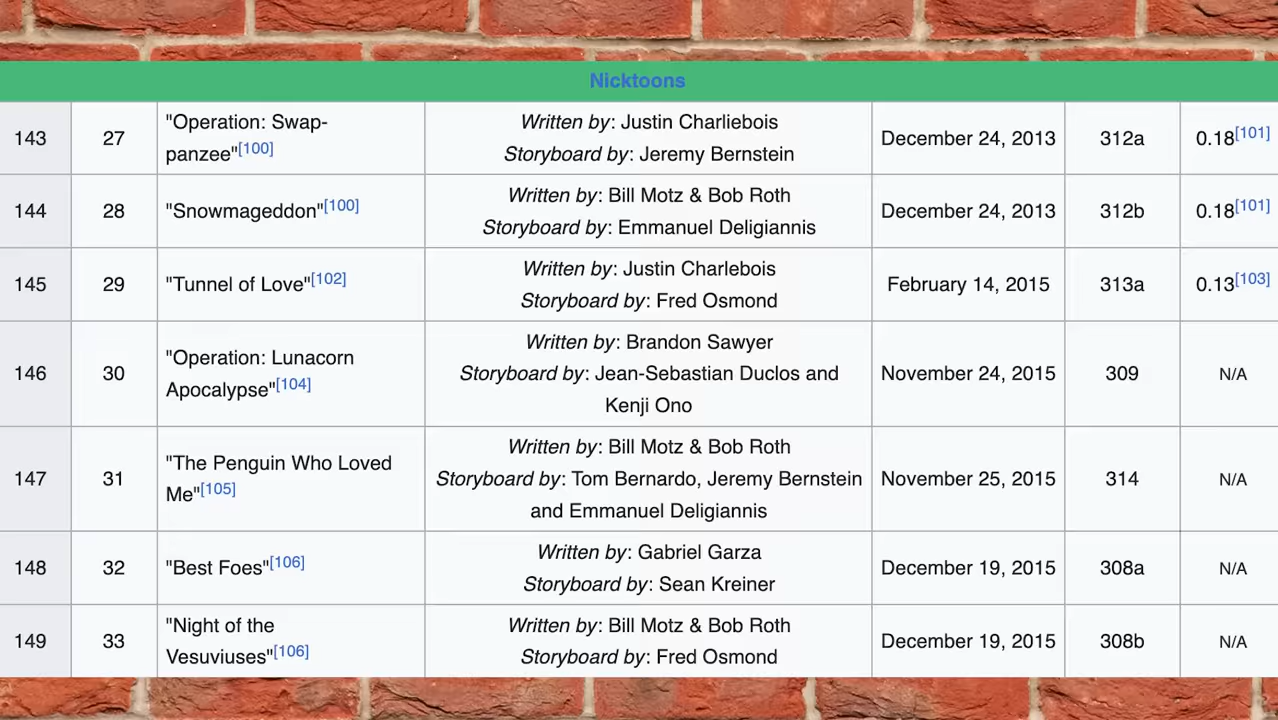 Nicktoons
143 27 "Operation: Swap-
panzee"[100] Written by: Justin Charliebois
Storyboard by: Jeremy Bernstein December 24, 2013 312a 0.18[101]
144 28 "Snowmageddon"[100] Written by: Bill Motz & Bob Roth
Storyboard by: Emmanuel Deligiannis December 24, 2013 312b 0.18[101]
145 29 "Tunnel of Love"[102] Written by: Justin Charlebois
Storyboard by: Fred Osmond February 14, 2015 313a 0.13[103]
146 30 "Operation: Lunacorn
Apocalypse"[104] Written by: Brandon Sawyer
Storyboard by: Jean-Sebastian Duclos and
Kenji Ono November 24, 2015 309 N/A
147 31 "The Penguin Who Loved
Me"[105] Written by: Bill Motz & Bob Roth
Storyboard by: Tom Bernardo, Jeremy Bernstein
and Emmanuel Deligiannis November 25, 2015 314 N/A
148 32 "Best Foes"[106] Written by: Gabriel Garza
Storyboard by: Sean Kreiner December 19, 2015 308a N/A
149 33 "Night of the
Vesuviuses"[106] Written by: Bill Motz & Bob Roth
Storyboard by: Fred Osmond December 19, 2015 308b N/A